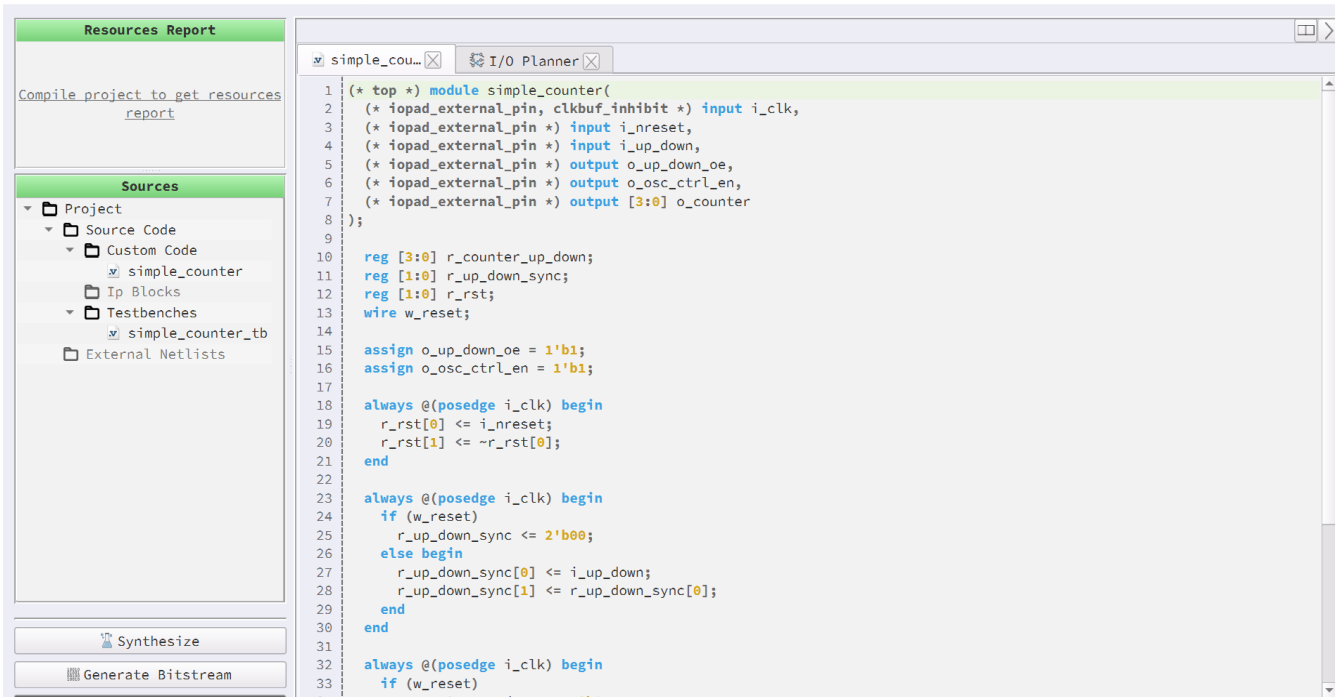 Resources Report
Compile project to get resources
report
Sources
Project
Source Code
Custom Code
simple_counter
Ip Blocks
Testbenches
simple_counter_tb
External Netlists
Synthesize
Generate Bitstream
simple_cou…
I/O Planner
1 (* top *) module simple_counter(
2 (* iopad_external_pin, clkbuf_inhibit *) input i_clk,
3 (* iopad_external_pin *) input i_nreset,
4 (* iopad_external_pin *) input i_up_down,
5 (* iopad_external_pin *) output o_up_down_oe,
6 (* iopad_external_pin *) output o_osc_ctrl_en,
7 (* iopad_external_pin *) output [3:0] o_counter
8 );
9
10 reg [3:0] r_counter_up_down;
11 reg [1:0] r_up_down_sync;
12 reg [1:0] r_rst;
13 wire w_reset;
14
15 assign o_up_down_oe = 1'b1;
16 assign o_osc_ctrl_en = 1'b1;
17
18 always @(posedge i_clk) begin
19 r_rst[0] <= i_nreset;
20 r_rst[1] <= ~r_rst[0];
21 end
22
23 always @(posedge i_clk) begin
24 if (w_reset)
25 r_up_down_sync <= 2'b00;
26 else begin
27 r_up_down_sync[0] <= i_up_down;
28 r_up_down_sync[1] <= r_up_down_sync[0];
29 end
30 end
31
32 always @(posedge i_clk) begin
33 if (w_reset)